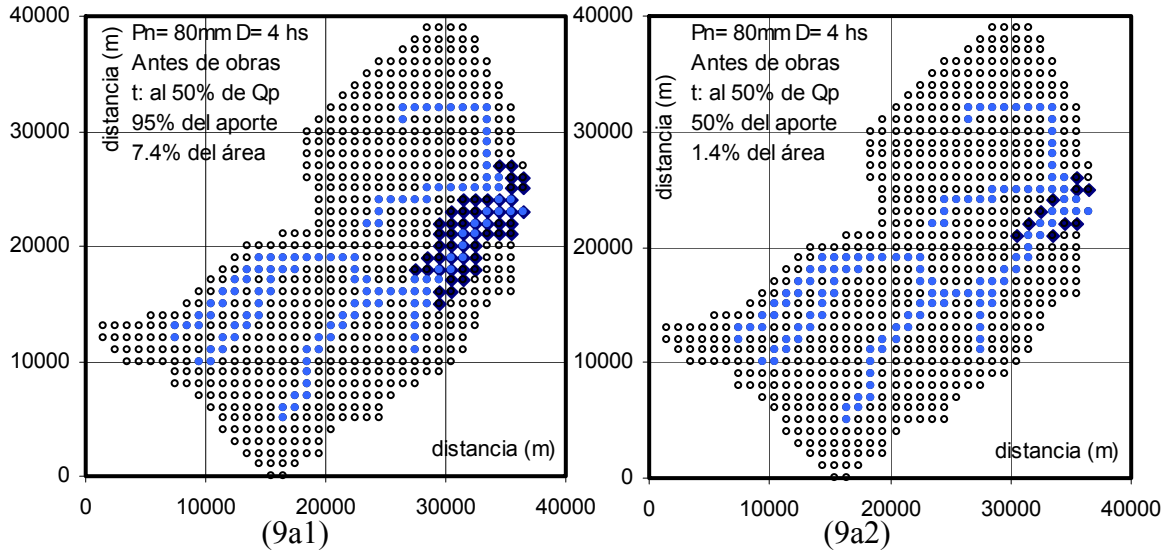 40000
30000
20000
10000
0
distancia (m)
Pn= 80mm D= 4 hs
Antes de obras
t: al 50% de Qp
95% del aporte
7.4% del área
distancia (m)
0
10000
20000
30000
40000
(9a1)
40000
30000
20000
10000
0
distancia (m)
Pn= 80mm D= 4 hs
Antes de obras
t: al 50% de Qp
50% del aporte
1.4% del área
distancia (m)
0
10000
20000
30000
40000
(9a2)